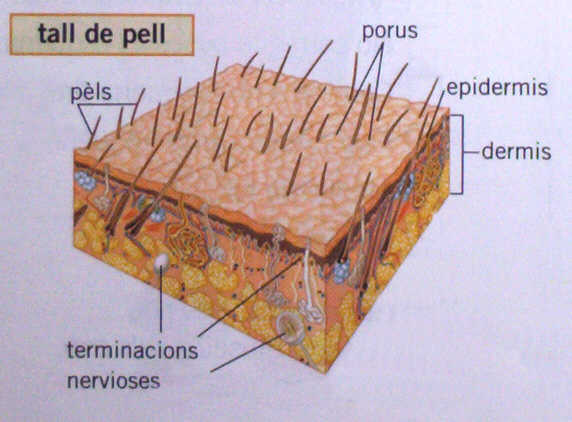 tall de pell
porus
pèls
epidermis
dermis
terminacions
nervioses